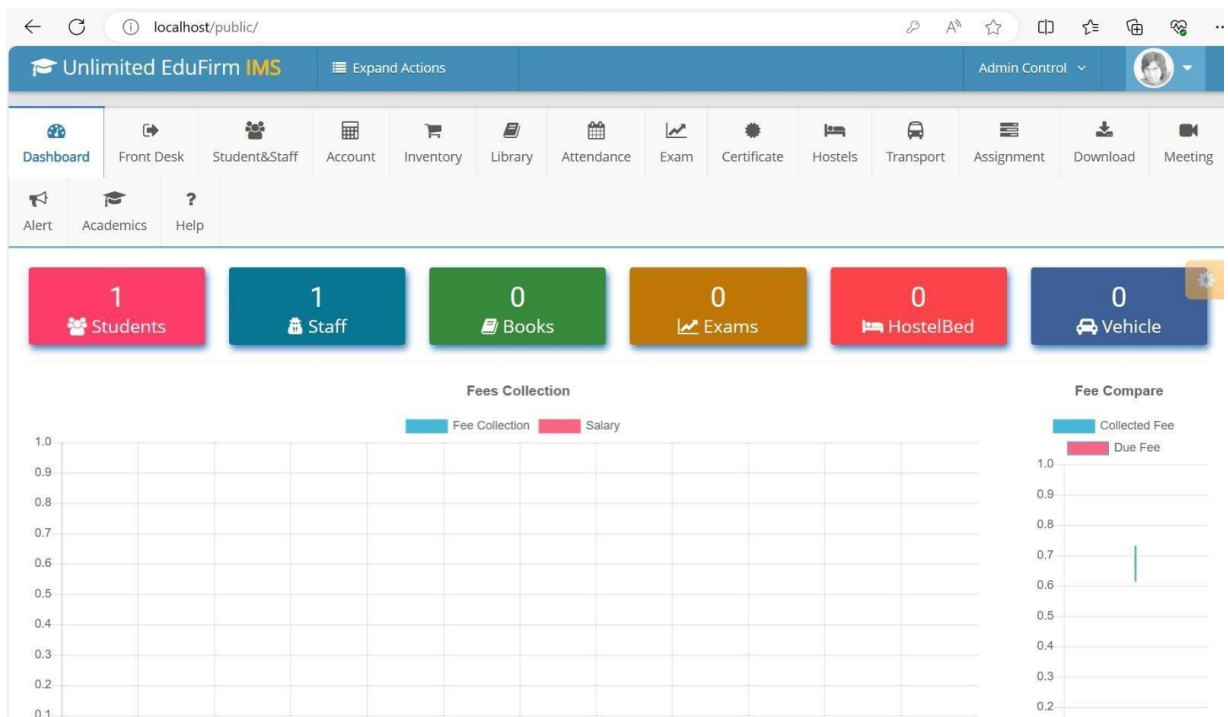 localhost/public/
Unlimited EduFirm IMS Expand Actions Admin Control
Dashboard Front Desk Student&Staff Account Inventory Library Attendance Exam Certificate Hostels Transport Assignment Download Meeting
Alert Academics Help
1 1 0 0 0 0
Students Staff Books Exams HostelBed Vehicle
Fees Collection Fee Compare
Fee Collection Salary Collected Fee
Due Fee
1.0 1.0
0.9 0.9
0.8 0.8
0.7 0.7
0.6 0.6
0.5 0.5
0.4 0.4
0.3 0.3
0.2 0.2
0.1